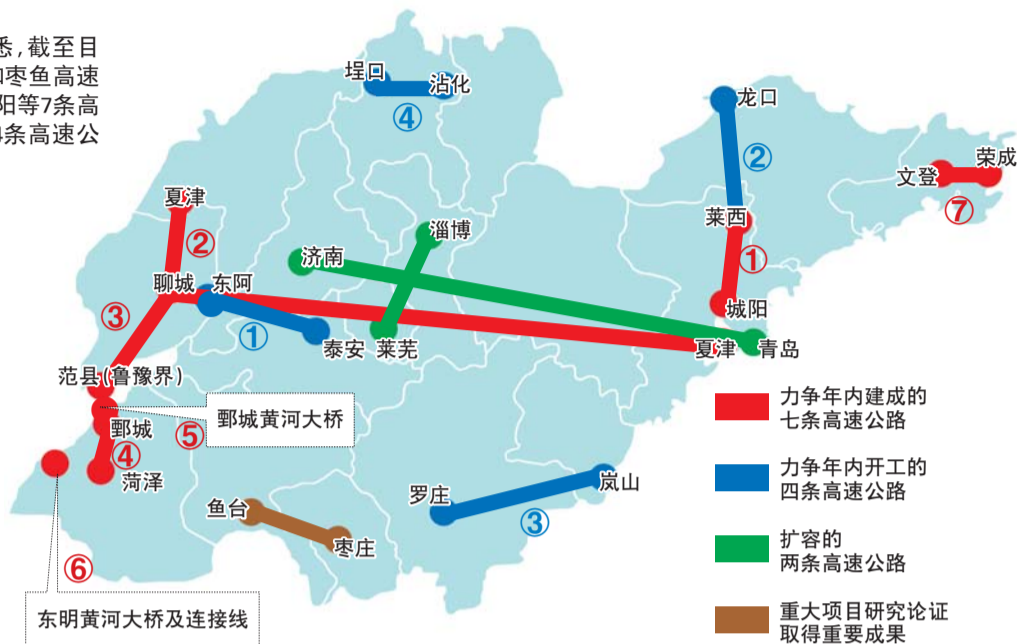 悉,截至目
枣鱼高速
阳等7条高
条高速公
埕口
沾化
④
龙口
②
荣成
文登
⑦
夏津
莱西
②
淄博
济南
①
聊城
东阿
城阳
③
①
泰安
莱芜
夏津
青岛
范县(鲁豫界)
鄄城黄河大桥
鄄城
⑤
④
菏泽
力争年内建成的
七条高速公路
罗庄
岚山
力争年内开工的
四条高速公路
鱼台
③
枣庄
扩容的
两条高速公路
⑥
东明黄河大桥及连接线
重大项目研究论证
取得重要成果